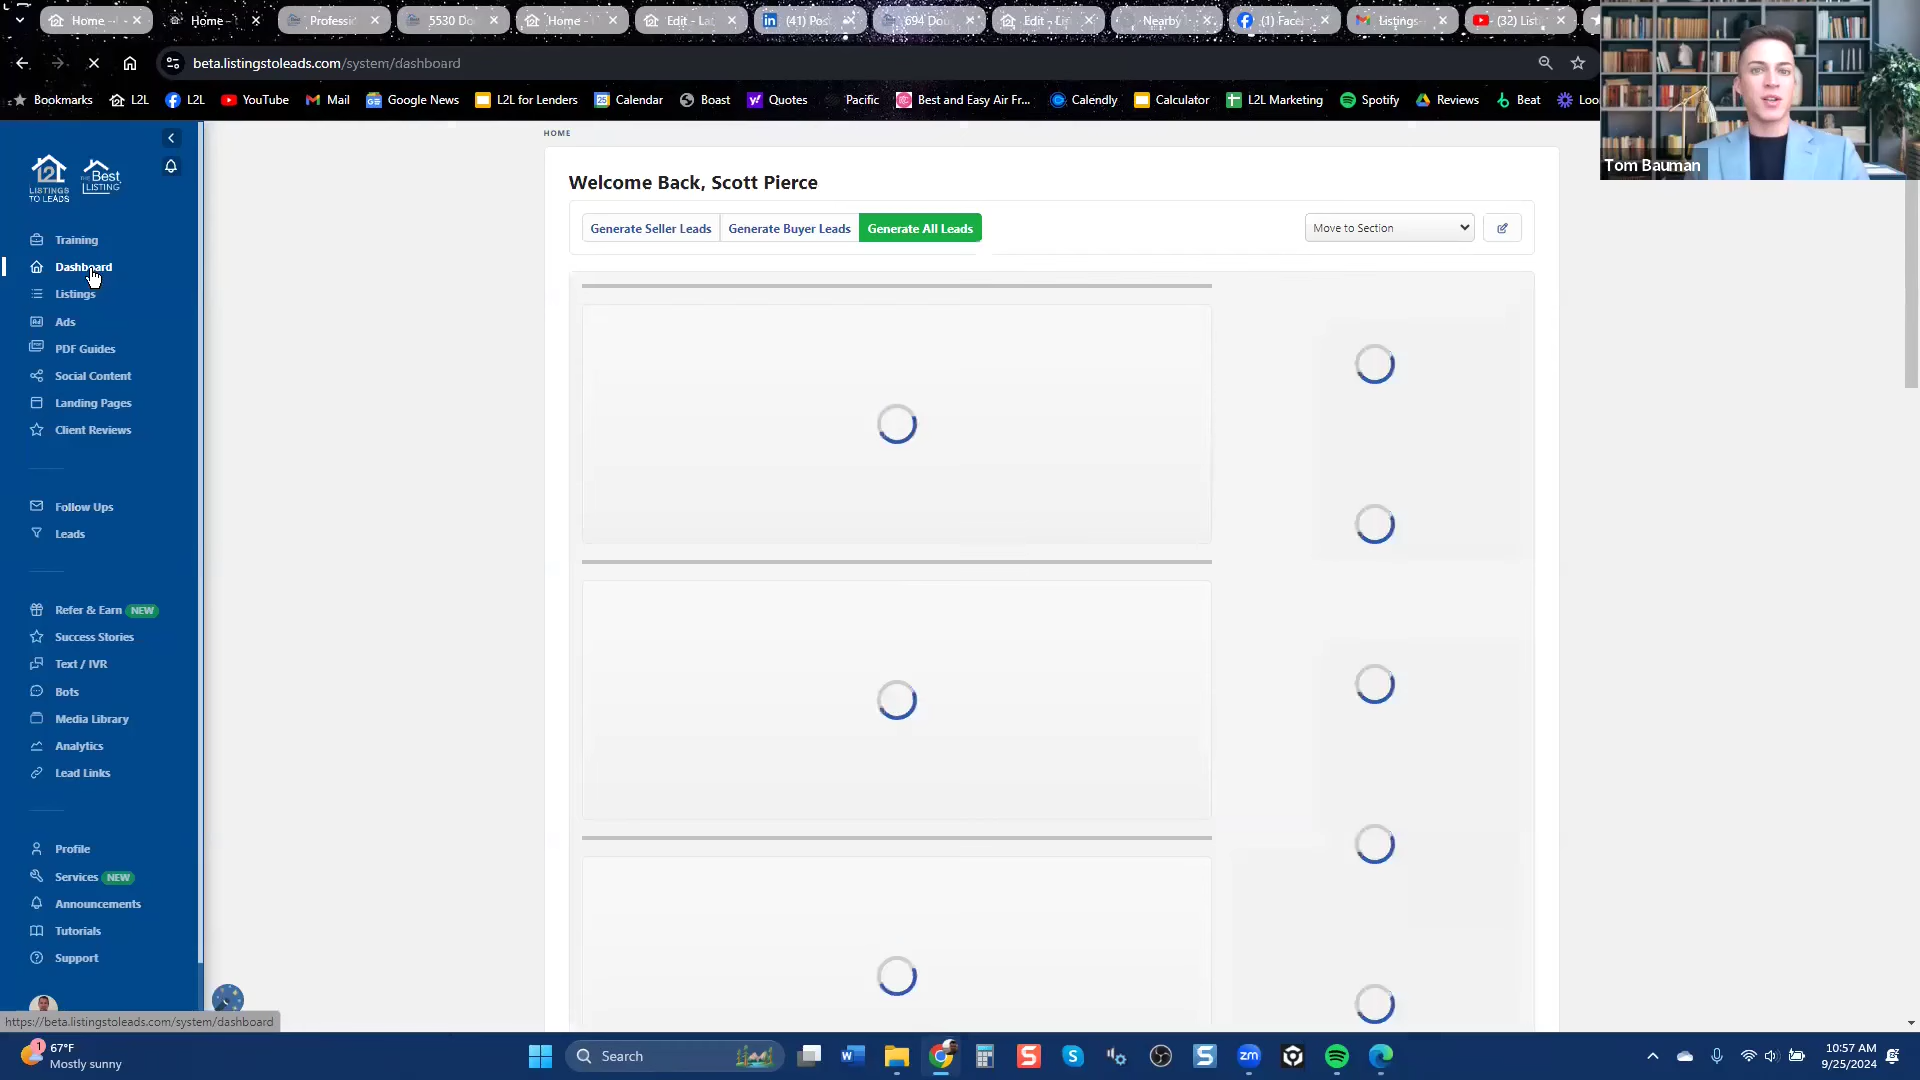 Home -
Home -
Professi
5530 Do
Home -
Edit - La
(41) Pos
694 Dou
Edit - Li
Nearby
(1) Face
Listings
(32) List
beta.listingstoleads.com/system/dashboard
Bookmarks
L2L
L2L
YouTube
Mail
Google News
L2L for Lenders
Calendar
Boast
Quotes
Pacific
Best and Easy Air Fr...
Calendly
Calculator
L2L Marketing
Spotify
Reviews
Beat
Loo
Tom Bauman
L2L
LISTINGS
TO LEADS
Best
LISTING
Training
Dashboard
Listings
Ads
PDF Guides
Social Content
Landing Pages
Client Reviews
Follow Ups
Leads
Refer & Earn NEW
Success Stories
Text / IVR
Bots
Media Library
Analytics
Lead Links
Profile
Services NEW
Announcements
Tutorials
Support
HOME
Welcome Back, Scott Pierce
Generate Seller Leads
Generate Buyer Leads
Generate All Leads
Move to Section
https://beta.listingstoleads.com/system/dashboard
1
67°F
Mostly sunny
Search
zm
10:57 AM
9/25/2024